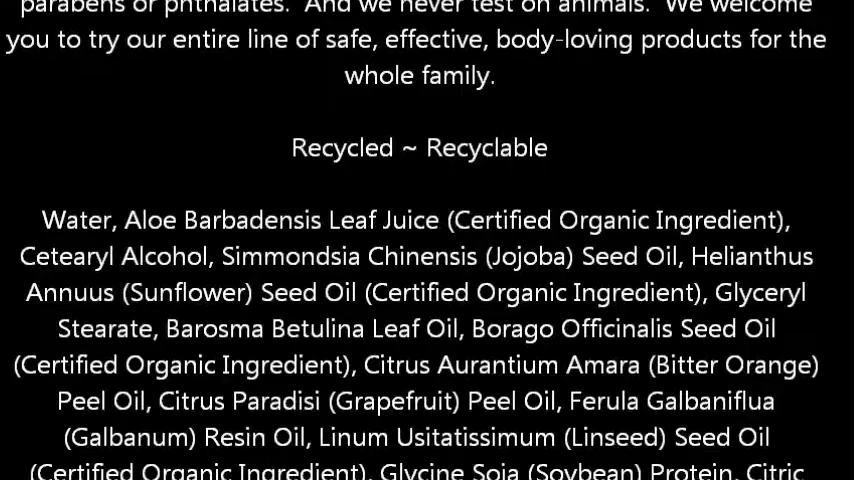 parabens or phthalates.  And we never test on animals.  We welcome
you to try our entire line of safe, effective, body-loving products for the
whole family.
Recycled ~ Recyclable
Water, Aloe Barbadensis Leaf Juice (Certified Organic Ingredient),
Cetearyl Alcohol, Simmondsia Chinensis (Jojoba) Seed Oil, Helianthus
Annuus (Sunflower) Seed Oil (Certified Organic Ingredient), Glyceryl
Stearate, Barosma Betulina Leaf Oil, Borago Officinalis Seed Oil
(Certified Organic Ingredient), Citrus Aurantium Amara (Bitter Orange)
Peel Oil, Citrus Paradisi (Grapefruit) Peel Oil, Ferula Galbaniflua
(Galbanum) Resin Oil, Linum Usitatissimum (Linseed) Seed Oil
(Certified Organic Ingredient), Glycine Soja (Soybean) Protein, Citric